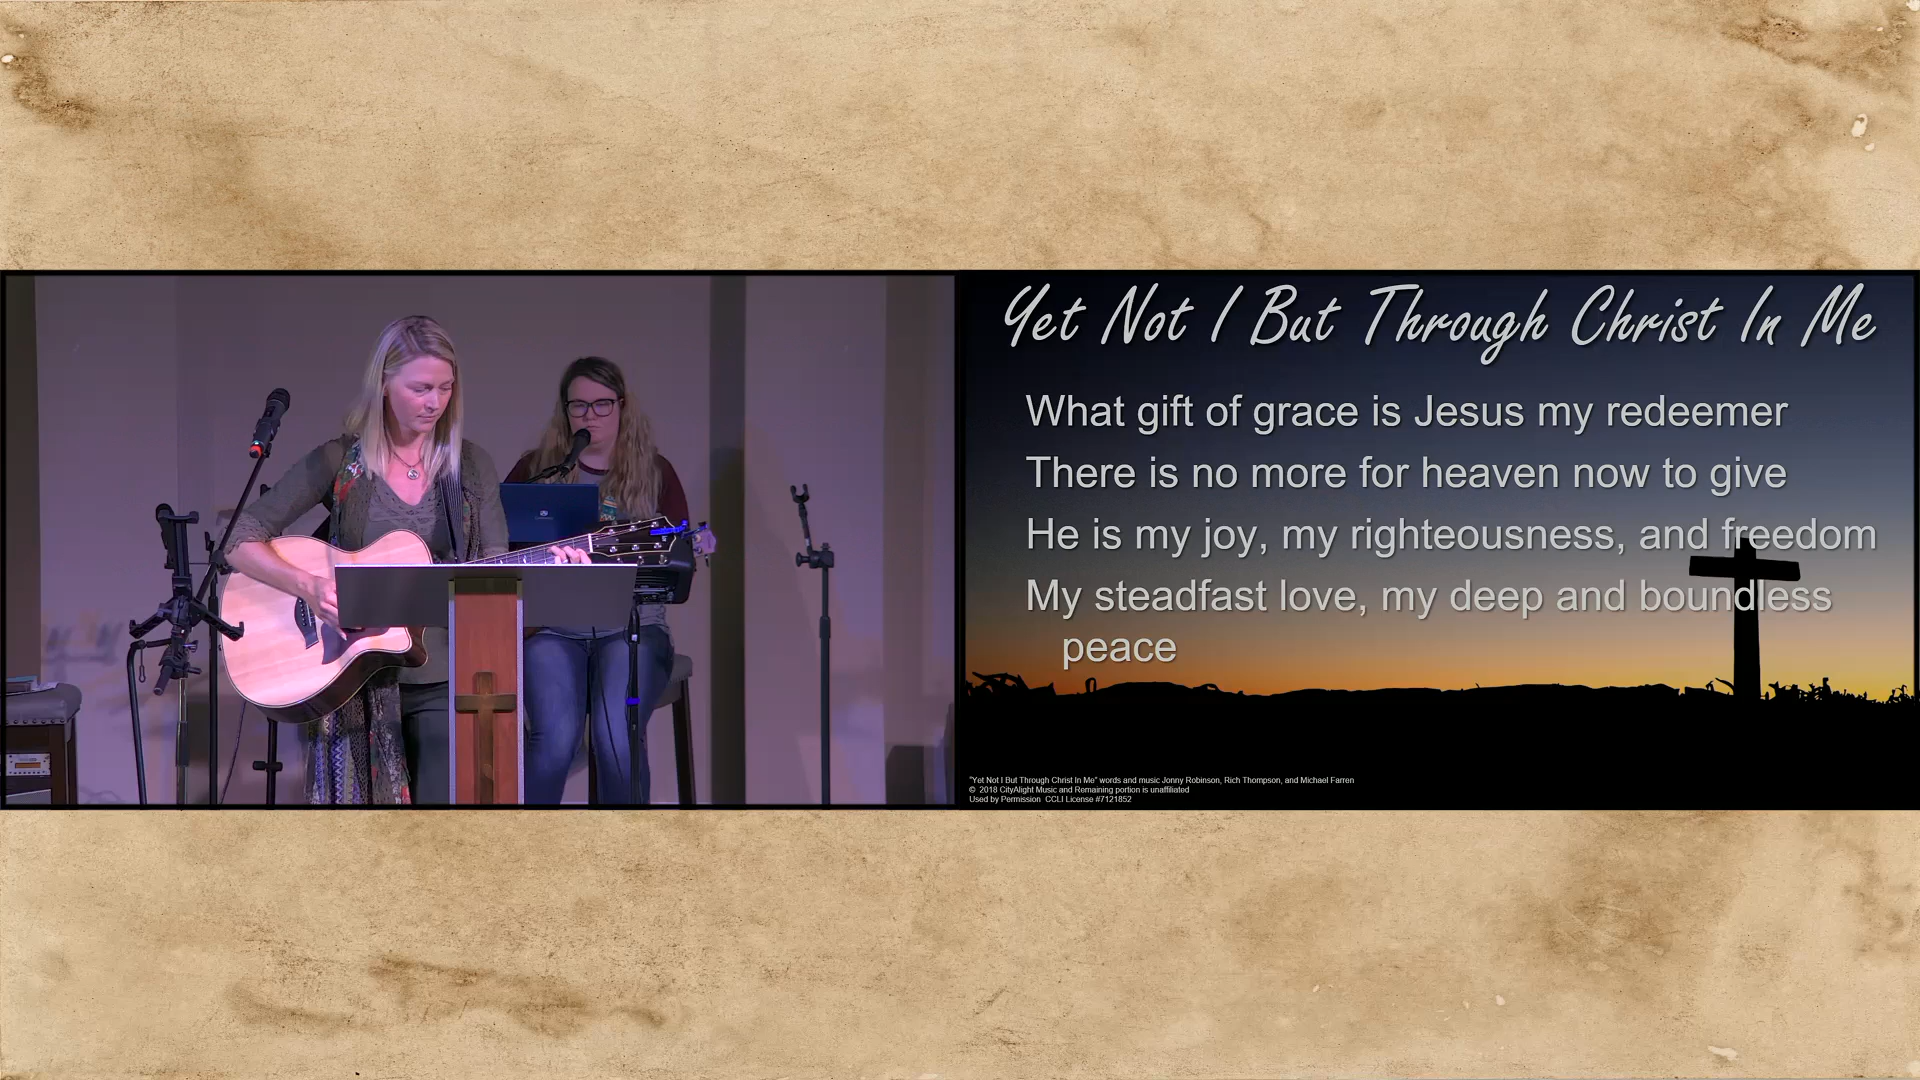 Yet Not I But Through Christ In Me
What gift of grace is Jesus my redeemer
There is no more for heaven now to give
He is my joy, my righteousness, and freedom
My steadfast love, my deep and boundless
peace
"Yet Not I But Through Christ In Me" words and music Jonny Robinson, Rich Thompson, and Michael Farren
© 2018 CityAlight Music and Remaining portion is unaffiliated
Used by Permission CCLI License #7121852